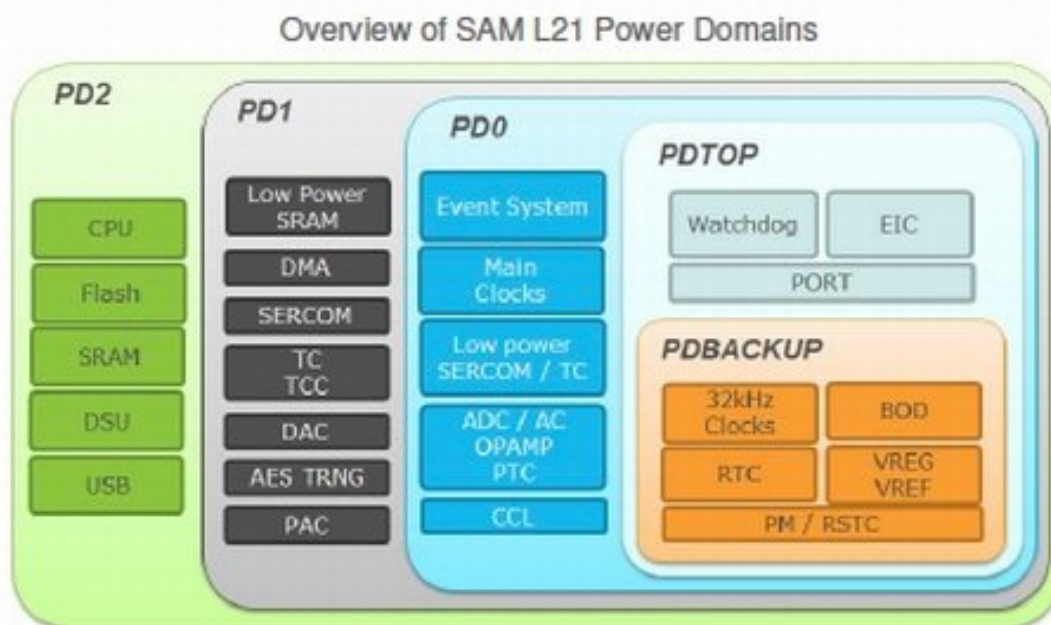 Overview of SAM L21 Power Domains
PD2
CPU
Flash
SRAM
DSU
USB
PD1
Low Power
SRAM
DMA
SERCOM
TC
TCC
DAC
AES TRNG
PAC
PD0
Event System
Main
Clocks
Low power
SERCOM / TC
ADC / AC
OPAMP
PTC
CCL
PDTOP
Watchdog
EIC
PORT
PDBACKUP
32kHz
Clocks
BOD
RTC
VREG
VREF
PM / RSTC